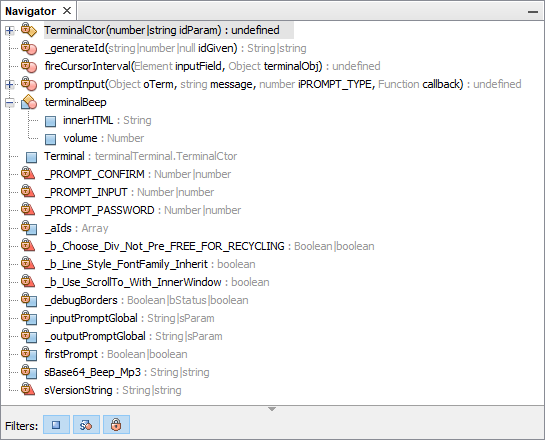 Navigator
TerminalCtor(number|string idParam) : undefined
_generateId(string|number|null idGiven) : String|string
fireCursorInterval(Element inputField, Object terminalObj) : undefined
promptInput(Object oTerm, string message, number iPROMPT_TYPE, Function callback) : undefined
terminalBeep
innerHTML : String
volume : Number
Terminal : terminalTerminal.TerminalCtor
_PROMPT_CONFIRM : Number|number
_PROMPT_INPUT : Number|number
_PROMPT_PASSWORD : Number|number
_aIds : Array
_b_Choose_Div_Not_Pre_FREE_FOR_RECYCLING : Boolean|boolean
_b_Line_Style_FontFamily_Inherit : boolean
_b_Use_ScrollTo_With_InnerWindow : boolean
_debugBorders : Boolean|bStatus|boolean
_inputPromptGlobal : String|sParam
_outputPromptGlobal : String|sParam
firstPrompt : Boolean|boolean
sBase64_Beep_Mp3 : String|string
sVersionString : String|string
Filters: